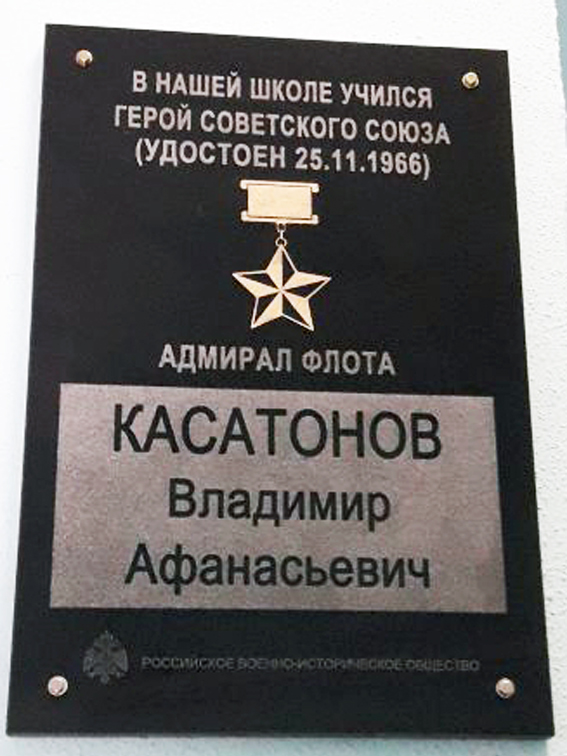 В НАШЕЙ ШКОЛЕ УЧИЛСЯ
ГЕРОЙ СОВЕТСКОГО СОЮЗА
(УДОСТОЕН 25.11.1966)
АДМИРАЛ ФЛОТА
КАСАТОНОВ
Владимир
Афанасьевич
РОССИЙСКОЕ ВОЕННО-ИСТОРИЧЕСКОЕ ОБЩЕСТВО